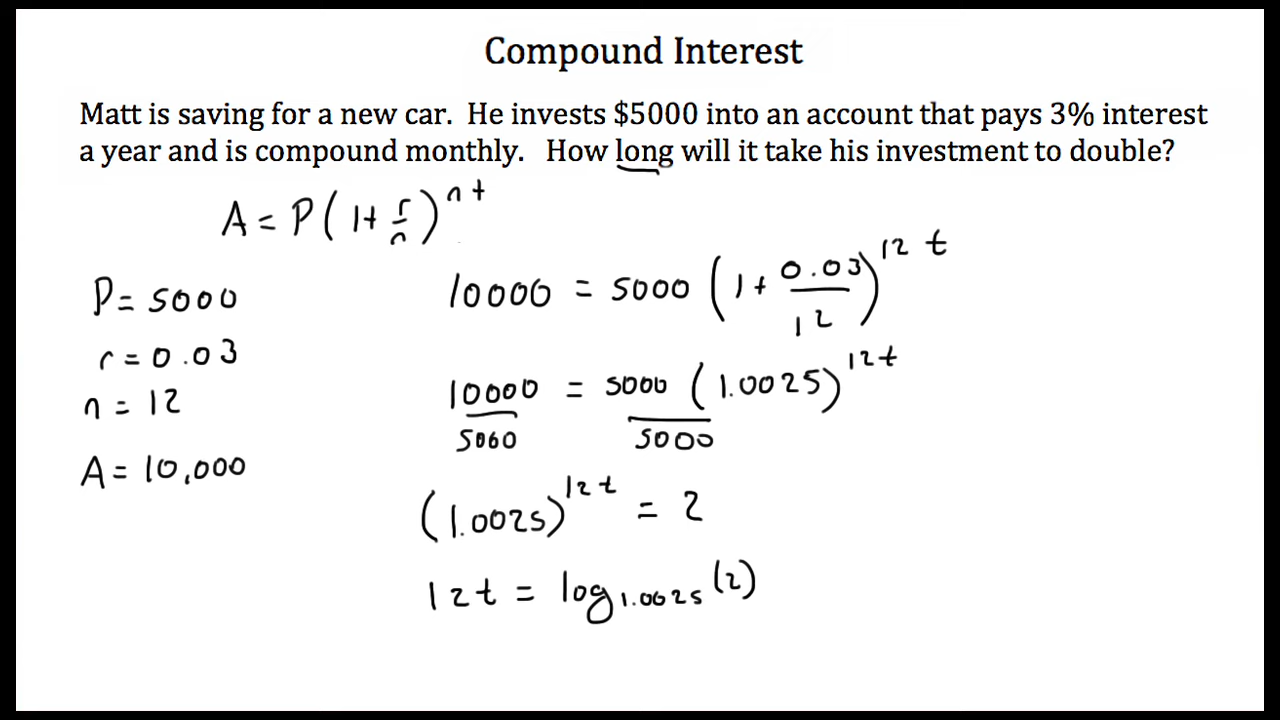 Compound Interest
Matt is saving for a new car. He invests $5000 into an account that pays 3% interest
a year and is compound monthly. How long will it take his investment to double?
A = P(1+ r/n)^nt
P = 5000
r = 0.03
n = 12
A = 10,000
10000 = 5000 (1 + 0.03/12)^12t
10000/5000 = 5000 (1.0025)^12t/5000
(1.0025)^12t = 2
12t = log_1.0025 (2)